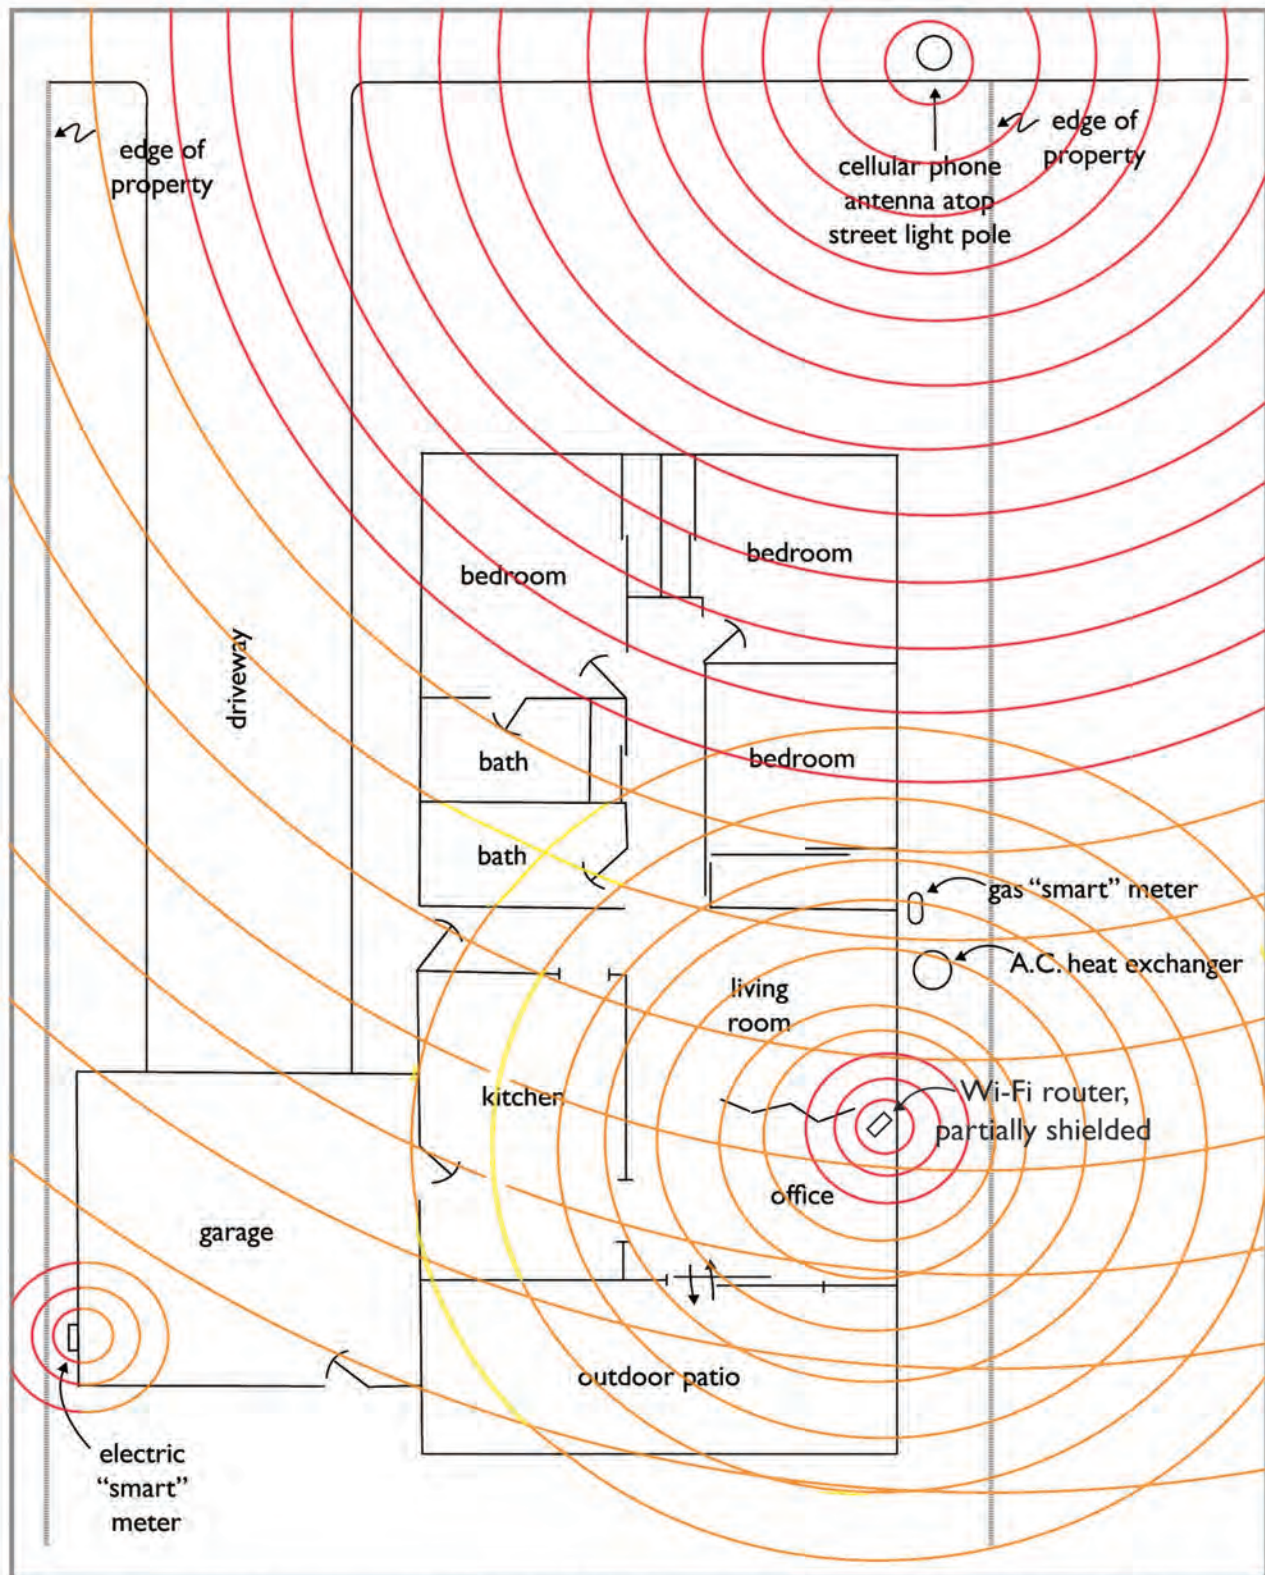 edge of
property
edge of
property
cellular phone
antenna atop
street light pole
bedroom
bedroom
driveway
bath
bedroom
bath
gas “smart” meter
A.C. heat exchanger
living
room
kitchen
Wi-Fi router,
partially shielded
office
garage
outdoor patio
electric
“smart”
meter